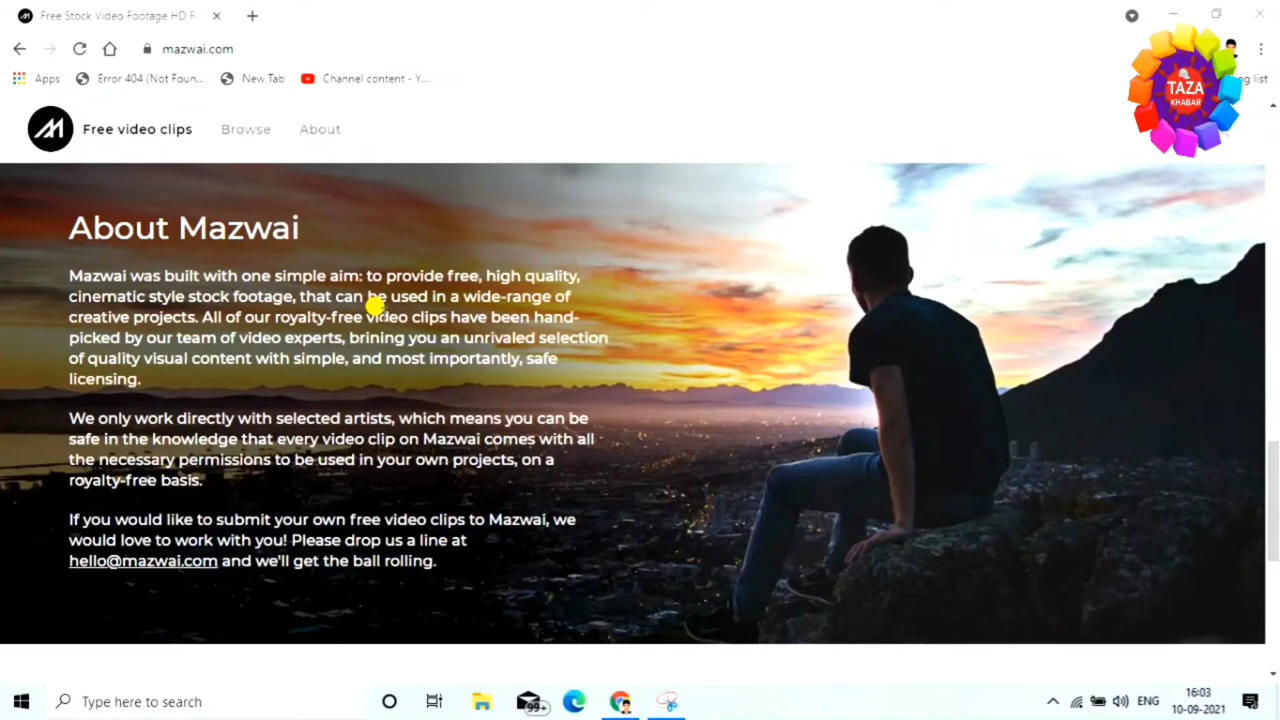 Free Stock Video Footage HD R
mazwai.com
Apps
Error 404 (Not Foun...
New Tab
Channel content - Y...
ng list
TAZA
KHABAR
Free video clips
Browse
About
About Mazwai
Mazwai was built with one simple aim: to provide free, high quality,
cinematic style stock footage, that can be used in a wide-range of
creative projects. All of our royalty-free video clips have been hand-
picked by our team of video experts, brining you an unrivaled selection
of quality visual content with simple, and most importantly, safe
licensing.
We only work directly with selected artists, which means you can be
safe in the knowledge that every video clip on Mazwai comes with all
the necessary permissions to be used in your own projects, on a
royalty-free basis.
If you would like to submit your own free video clips to Mazwai, we
would love to work with you! Please drop us a line at
hello@mazwai.com and we'll get the ball rolling.
Type here to search
99+
ENG
16:03
10-09-2021